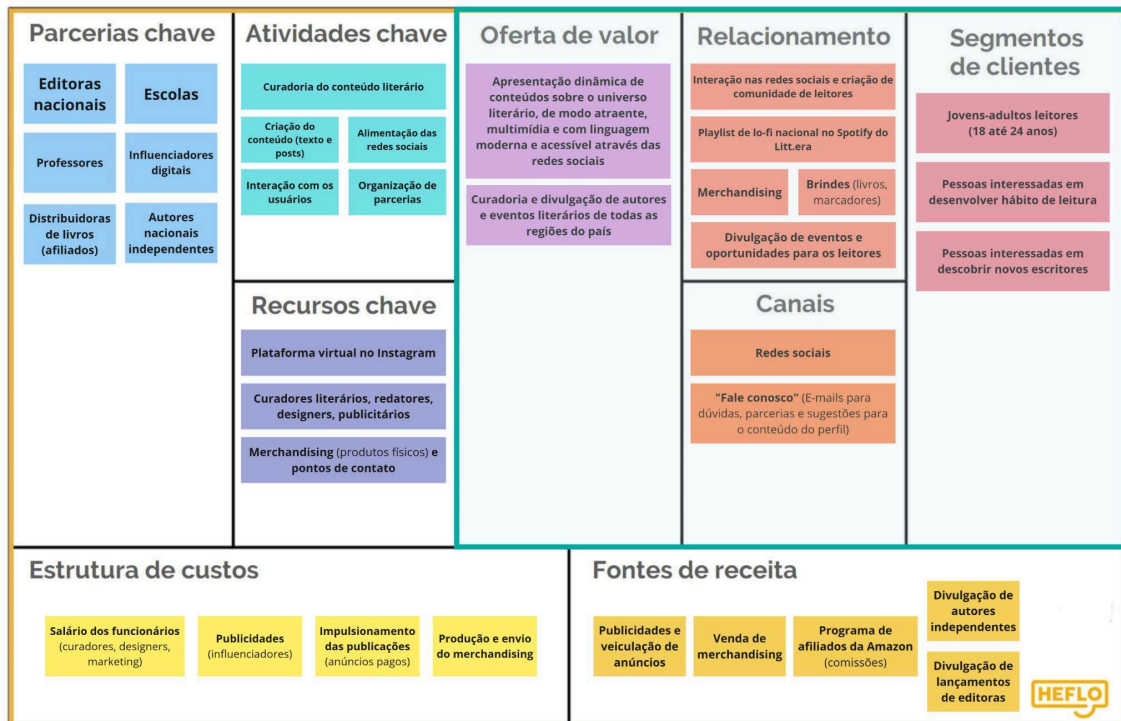 Parcerias chave
Editoras
nacionais
Escolas
Professores
Influenciadores
digitais
Distribuidoras
de livros
(afiliados)
Autores
nacionais
independentes
Atividades chave
Curadoria do conteúdo literário
Criação do
conteúdo (texto e
posts)
Alimentação das
redes sociais
Interação com os
usuários
Organização de
parcerias
Recursos chave
Plataforma virtual no Instagram
Curadores literários, redatores,
designers, publicitários
Merchandising (produtos físicos) e
pontos de contato
Oferta de valor
Apresentação dinâmica de
conteúdos sobre o universo
literário, de modo atraente,
multimídia e com linguagem
moderna e acessível através das
redes sociais
Curadoria e divulgação de autores
e eventos literários de todas as
regiões do país
Relacionamento
Interação nas redes sociais e criação de
comunidade de leitores
Playlist de lo-fi nacional no Spotify do
Litt.era
Merchandising
Brindes (livros,
marcadores)
Divulgação de eventos e
oportunidades para os leitores
Canais
Redes sociais
"Fale conosco" (E-mails para
dúvidas, parcerias e sugestões para
o conteúdo do perfil)
Segmentos
de clientes
Jovens-adultos leitores
(18 até 24 anos)
Pessoas interessadas em
desenvolver hábito de leitura
Pessoas interessadas em
descobrir novos escritores
Estrutura de custos
Salário dos funcionários
(curadores, designers,
marketing)
Publicidades
(influenciadores)
Impulsionamento
das publicações
(anúncios pagos)
Produção e envio
do merchandising
Fontes de receita
Publicidades e
veiculação de
anúncios
Venda de
merchandising
Programa de
afiliados da Amazon
(comissões)
Divulgação de
autores
independentes
Divulgação de
lançamentos
de editoras
HEFLO